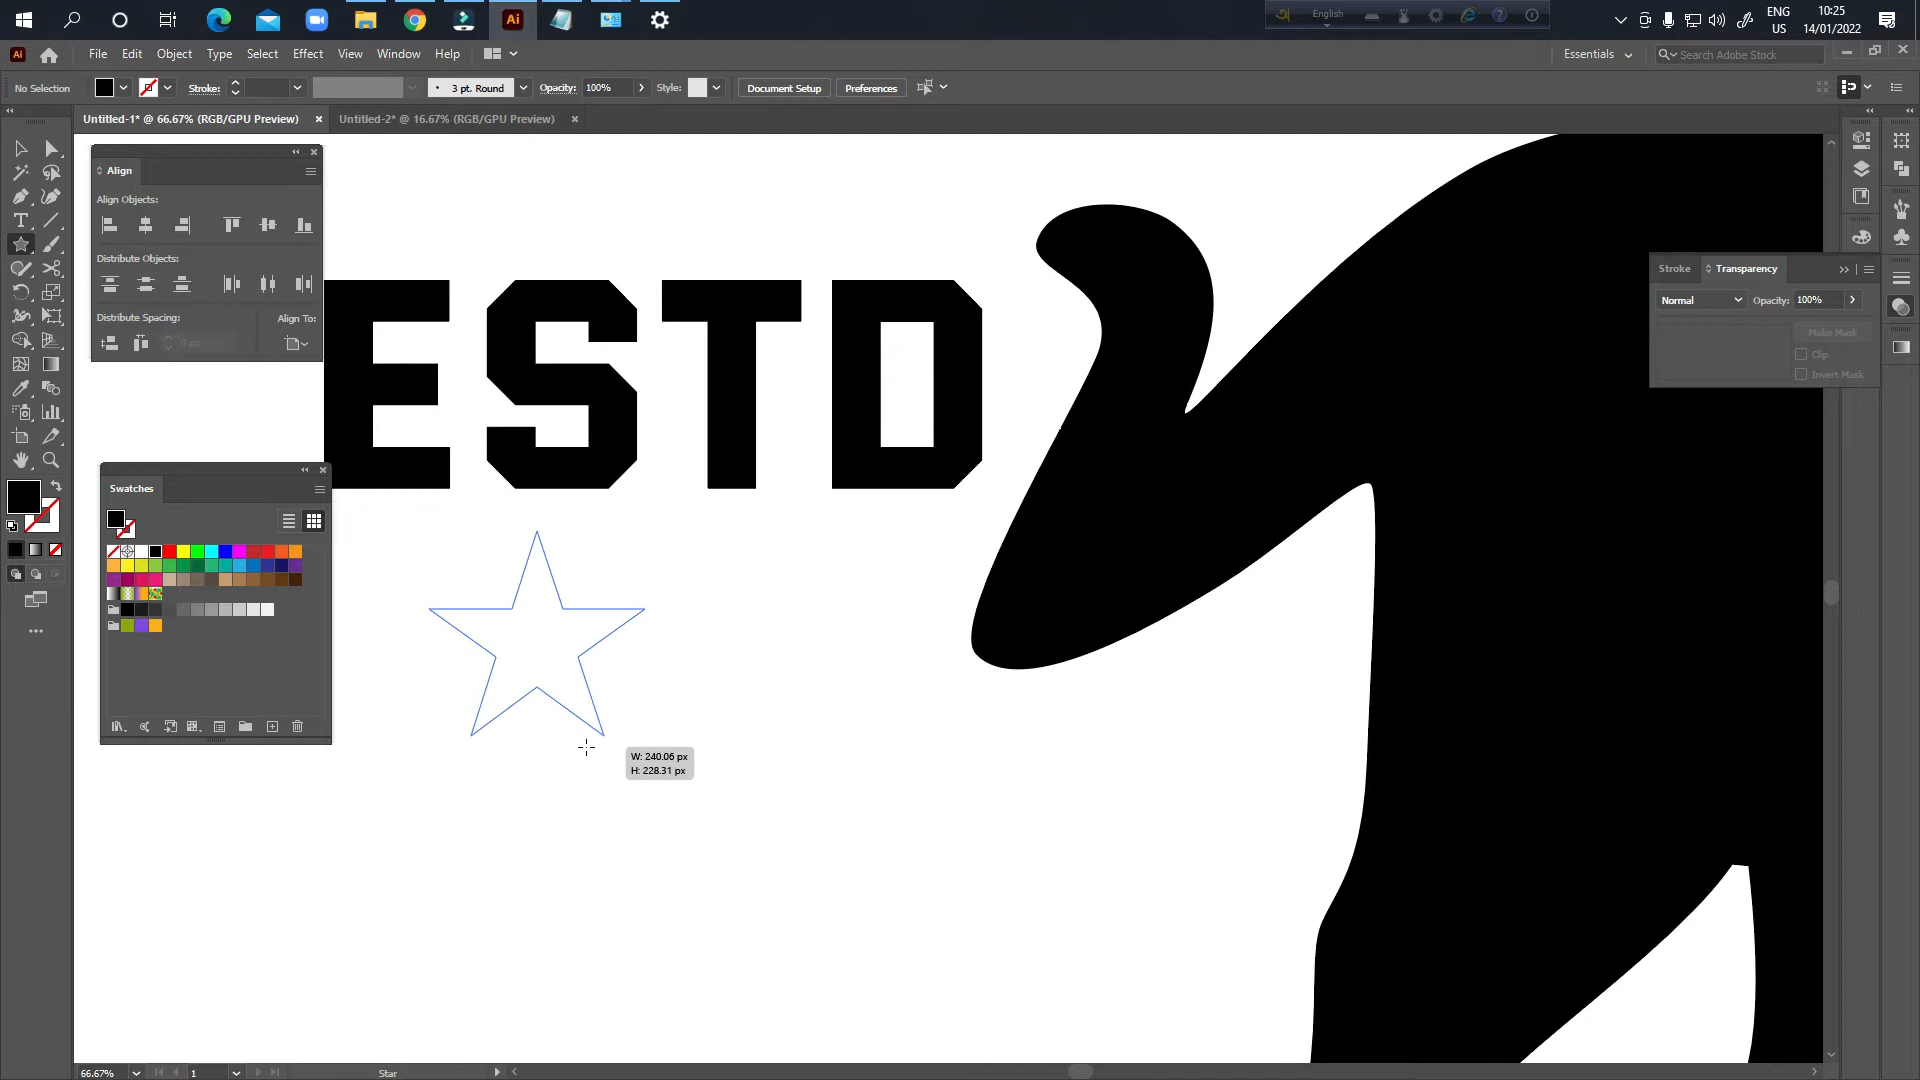 English
ENG
US
10:25
14/01/2022
Ai
File Edit Object Type Select Effect View Window Help
Essentials
Search Adobe Stock
No Selection
Stroke:
3 pt. Round
Opacity: 100%
Style:
Document Setup
Preferences
Untitled-1* @ 66.67% (RGB/GPU Preview)
Untitled-2* @ 16.67% (RGB/GPU Preview)
Align
Align Objects:
Distribute Objects:
Distribute Spacing:
Align To:
0 px
ESTD
Stroke
Transparency
Normal
Opacity: 100%
Make Mask
Clip
Invert Mask
Swatches
W: 240.06 px
H: 228.31 px
66.67%
1
Star